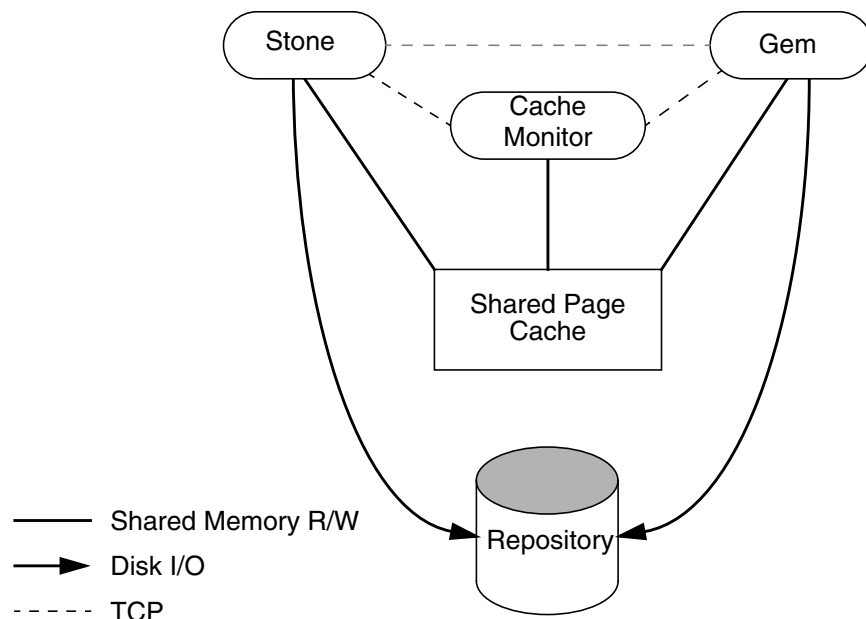 Stone
Gem
Cache
Monitor
Shared Page
Cache
Repository
Shared Memory R/W
Disk I/O
TCP